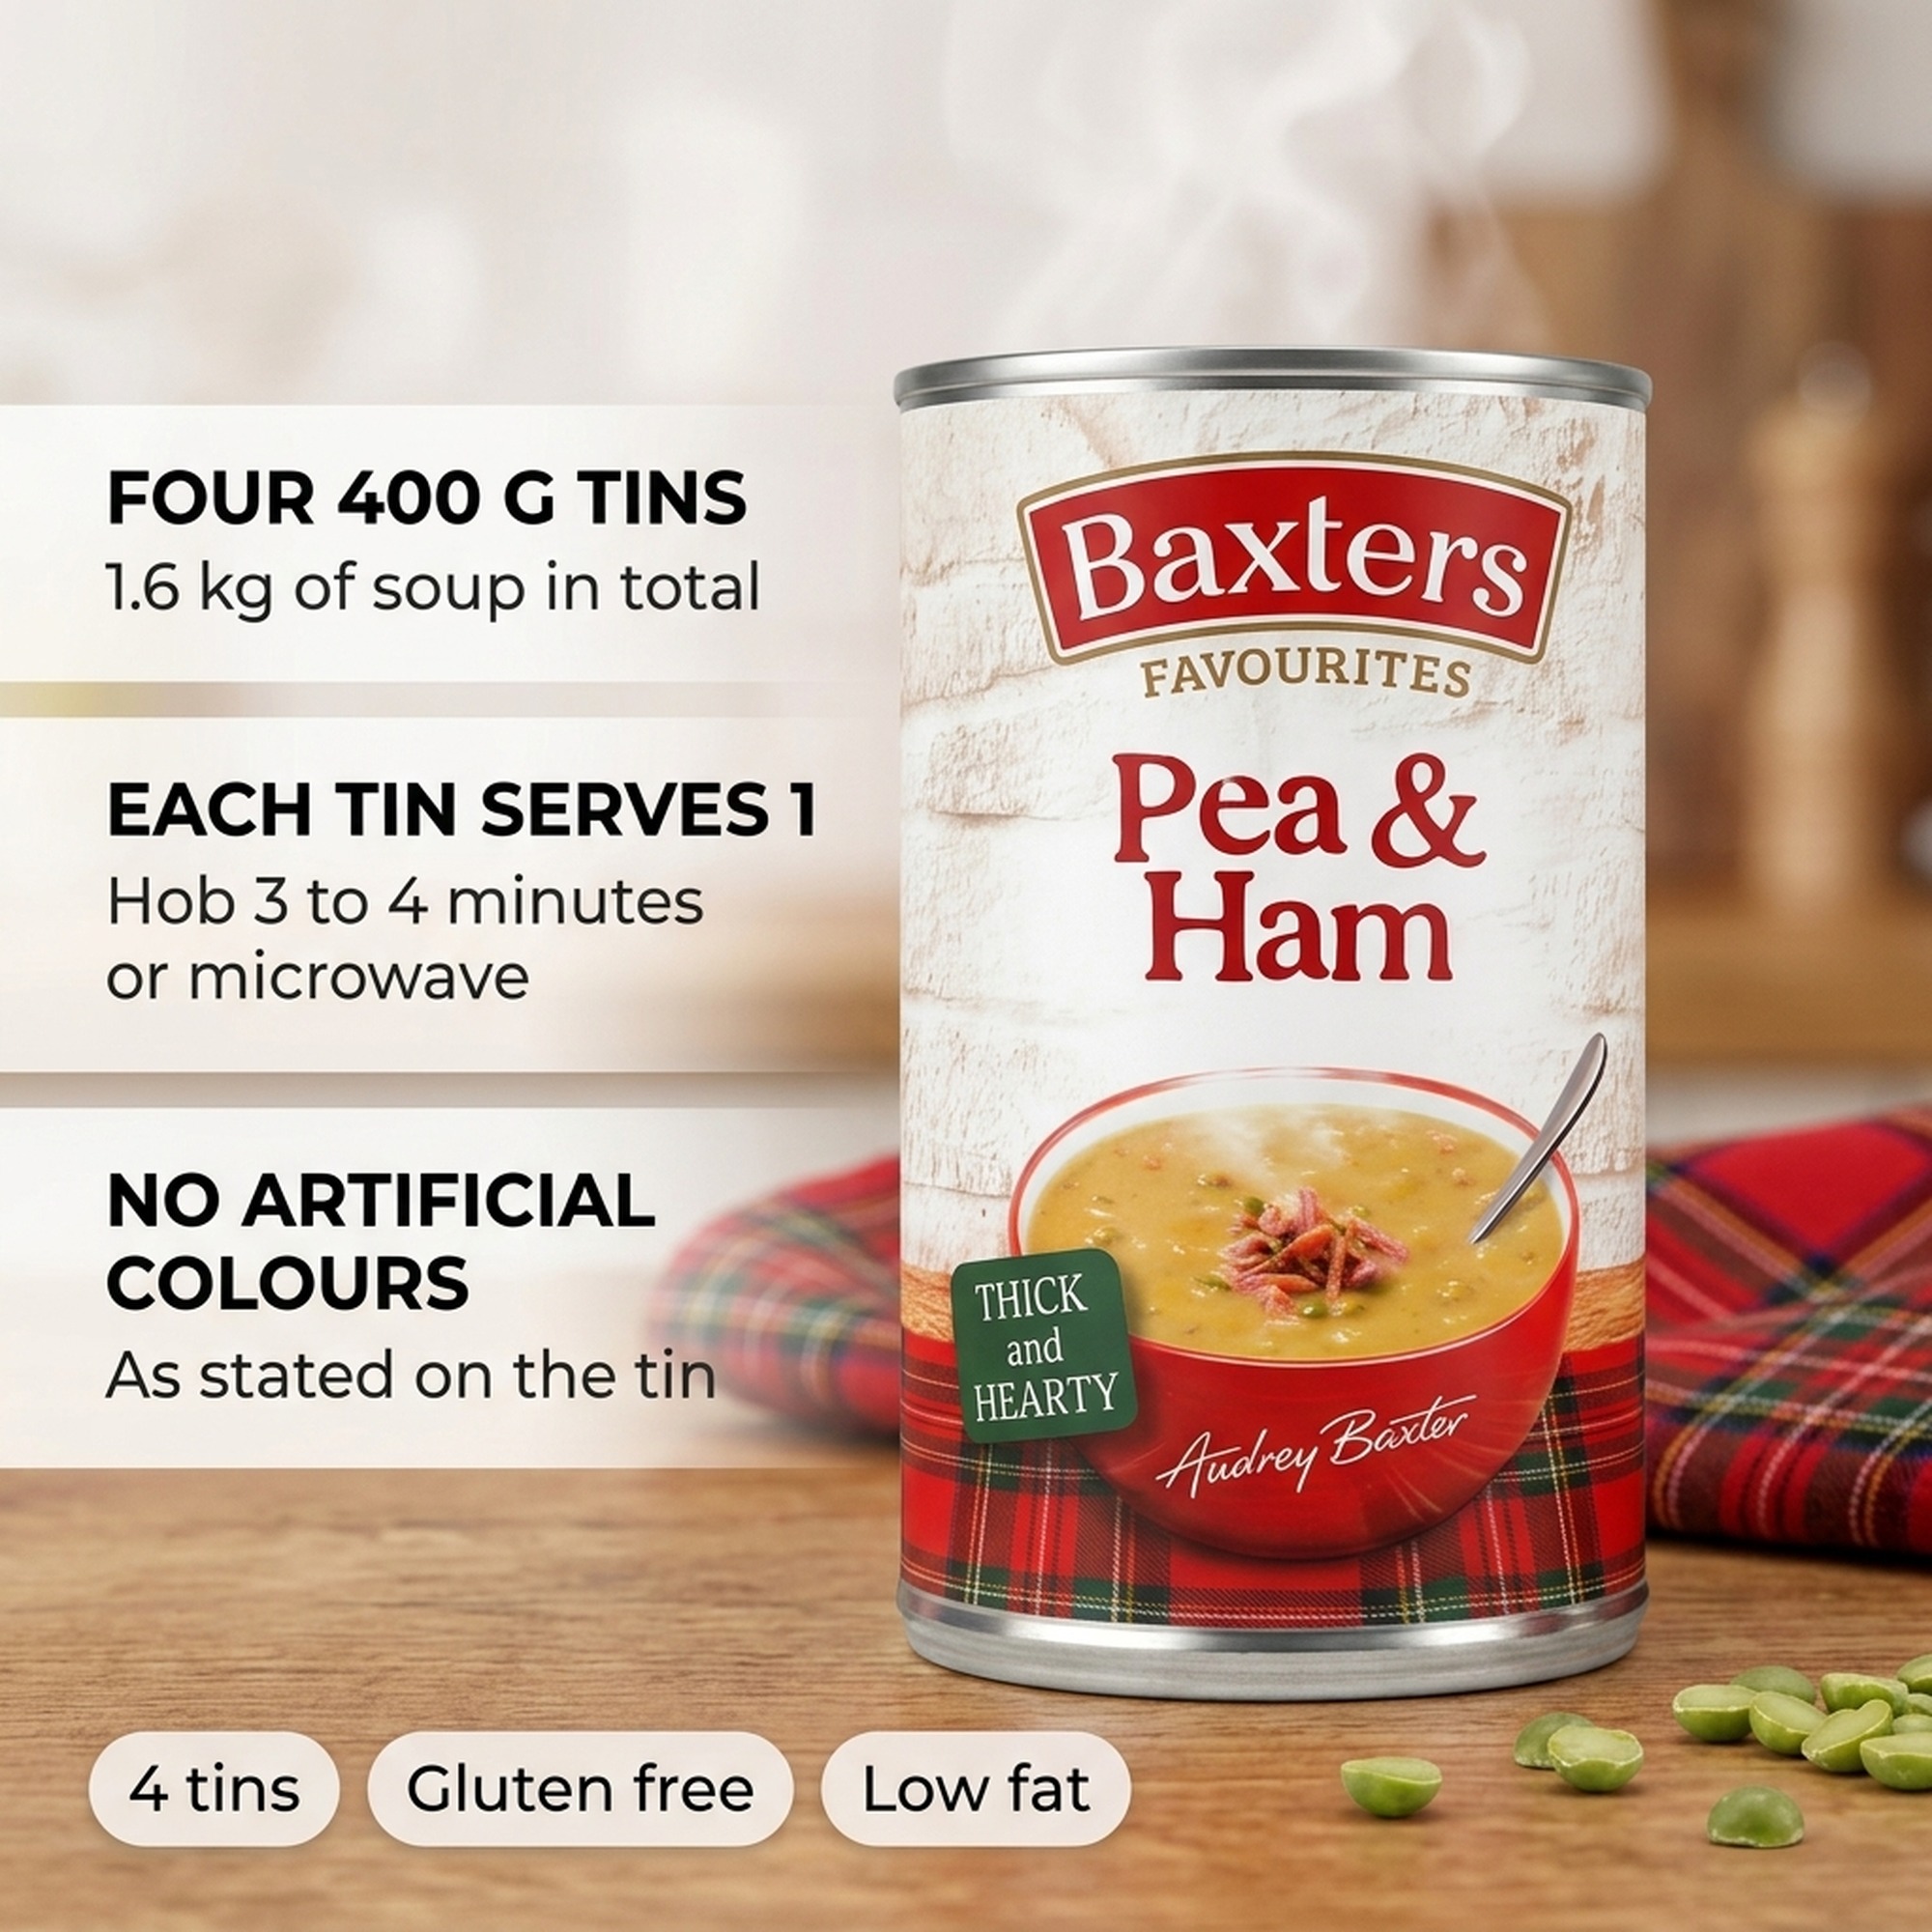 FOUR 400 G TINS
1.6 kg of soup in total
EACH TIN SERVES 1
Hob 3 to 4 minutes
or microwave
NO ARTIFICIAL
COLOURS
As stated on the tin
Baxters
FAVOURITES
Pea &
Ham
THICK
and
HEARTY
Audrey Baxter
4 tins
Gluten free
Low fat